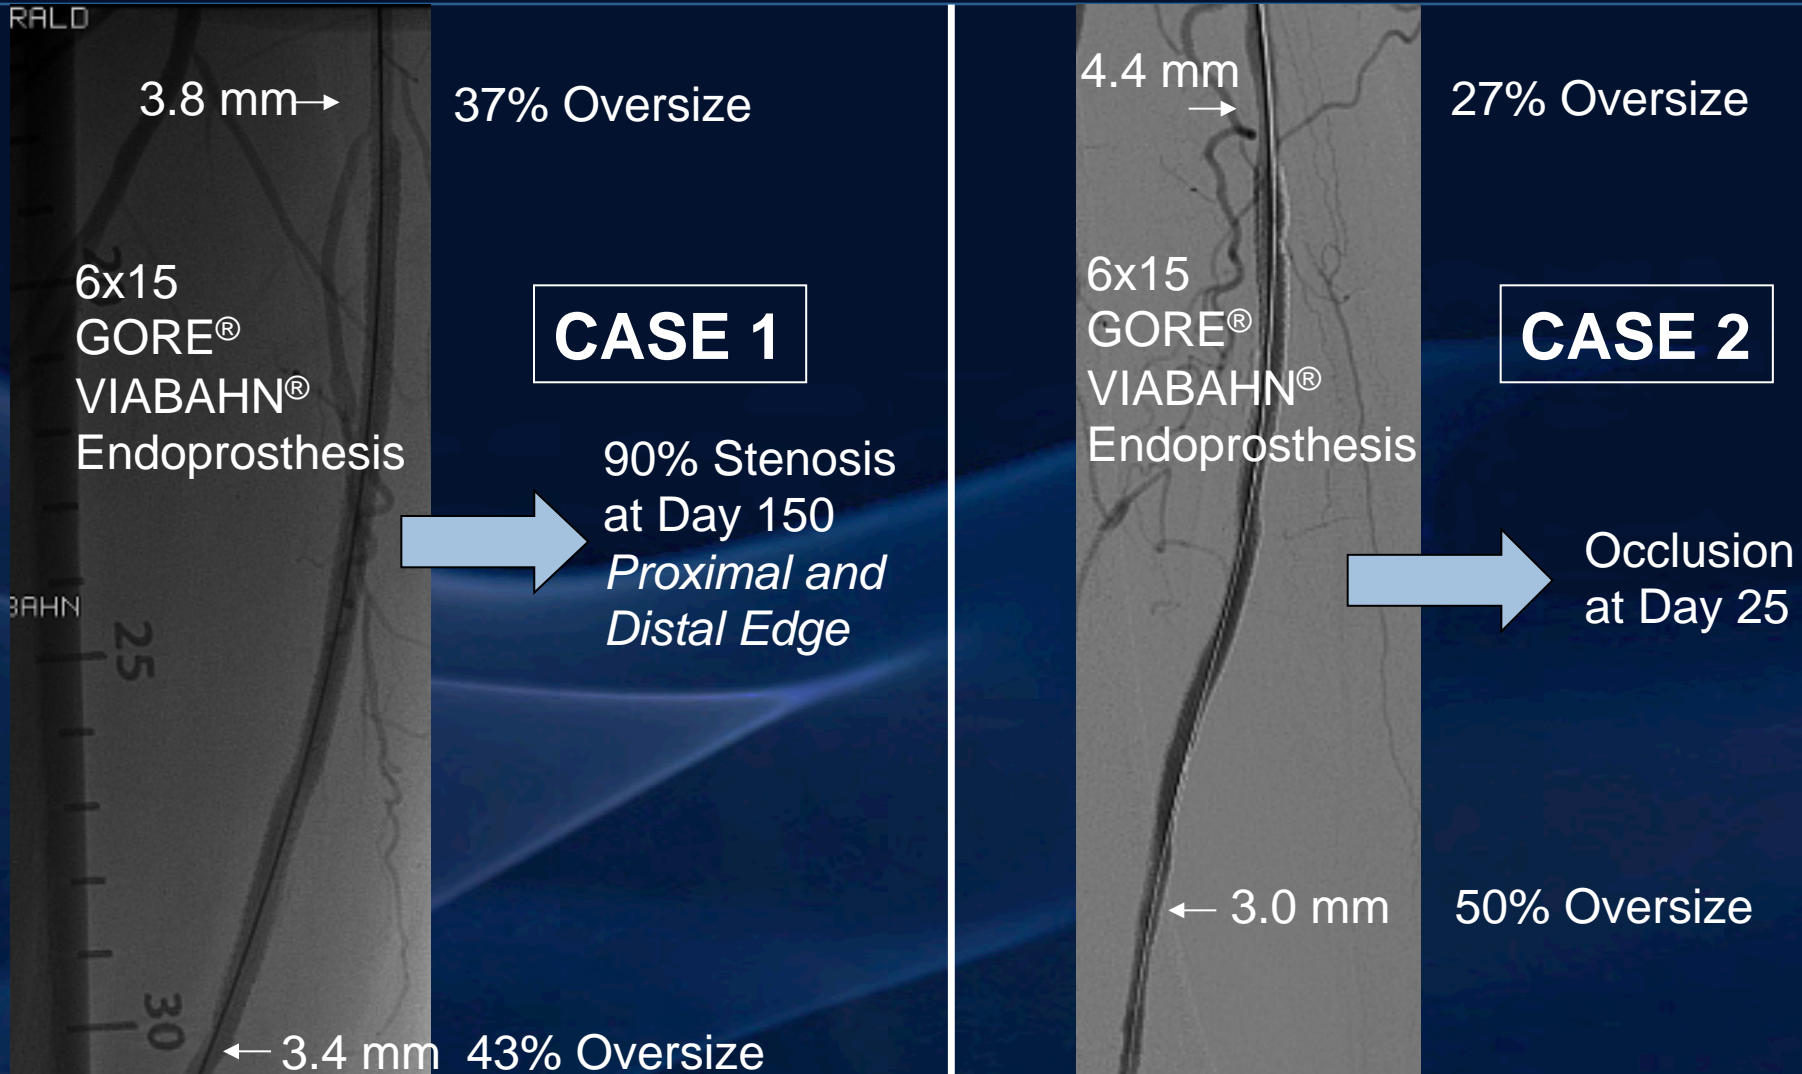 RALD
3.8 mm
37% Oversize
6x15
GORE®
VIABAHN®
Endoprosthesis
CASE 1
90% Stenosis
at Day 150
Proximal and
Distal Edge
BAHN
25
30
3.4 mm
43% Oversize
4.4 mm
27% Oversize
6x15
GORE®
VIABAHN®
Endoprosthesis
CASE 2
Occlusion
at Day 25
3.0 mm
50% Oversize